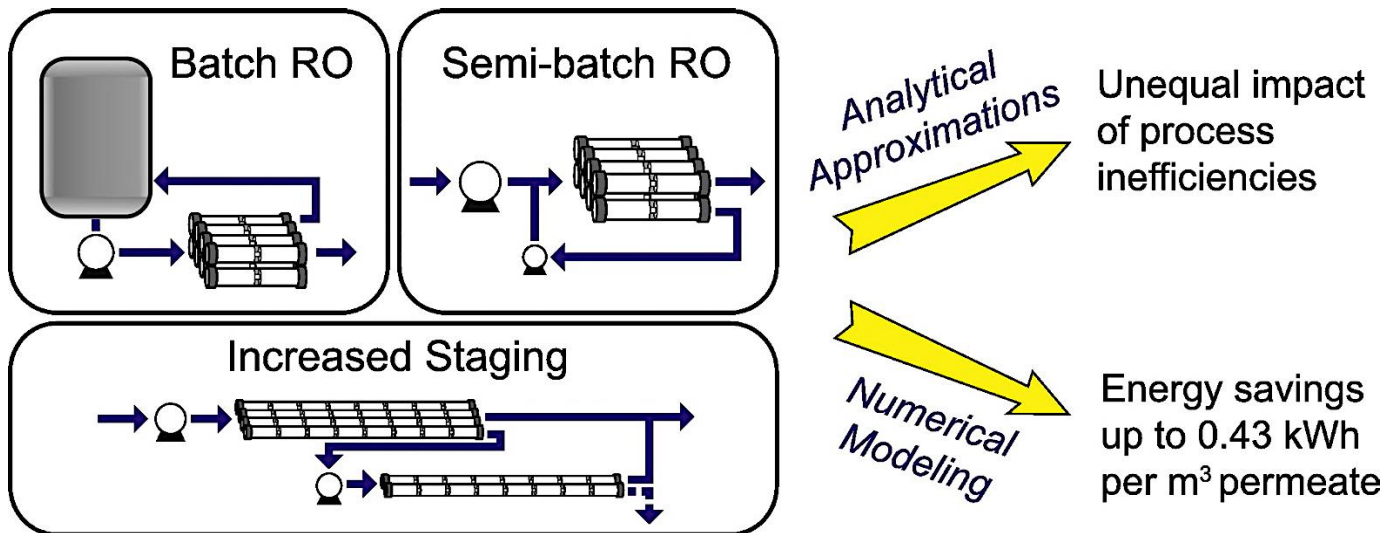 Batch RO
Semi-batch RO
Increased Staging
Analytical
Approximations
Unequal impact
of process
inefficiencies
Numerical
Modeling
Energy savings
up to 0.43 kWh
per m³ permeate